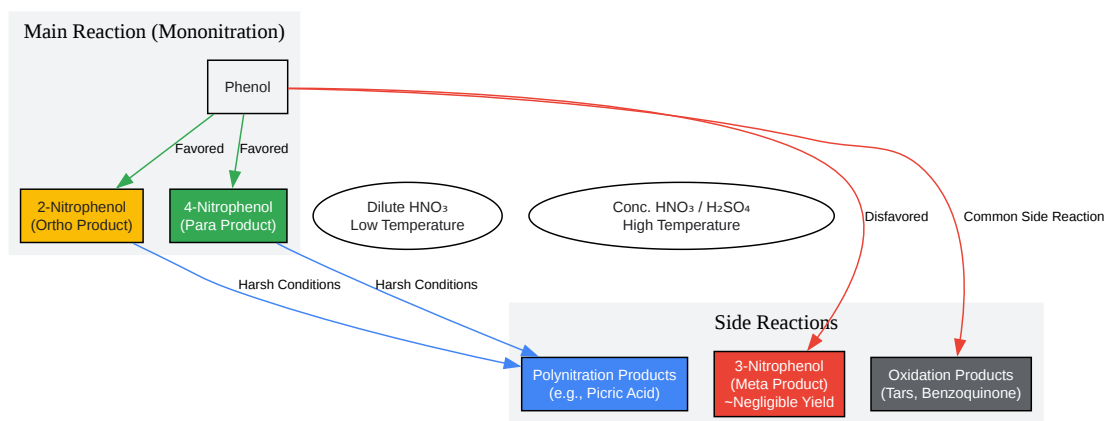 Main Reaction (Mononitration)
Phenol
Favored
Favored
2-Nitrophenol
(Ortho Product)
4-Nitrophenol
(Para Product)
Dilute HNO₃
Low Temperature
Conc. HNO₃ / H₂SO₄
High Temperature
Disfavored
Common Side Reaction
Harsh Conditions
Harsh Conditions
Side Reactions
Polynitration Products
(e.g., Picric Acid)
3-Nitrophenol
(Meta Product)
~Negligible Yield
Oxidation Products
(Tars, Benzoquinone)